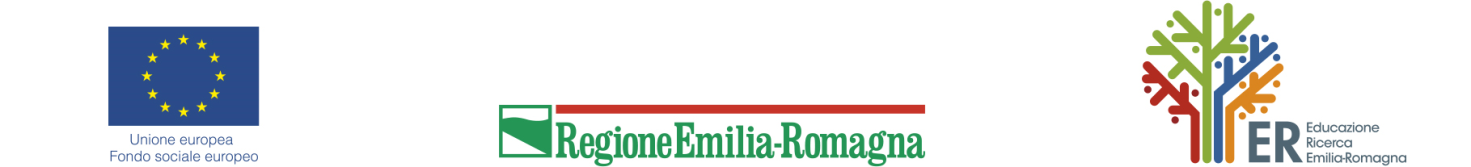 Unione europea
Fondo sociale europeo
RegioneEmilia-Romagna
ER
Educazione
Ricerca
Emilia-Romagna